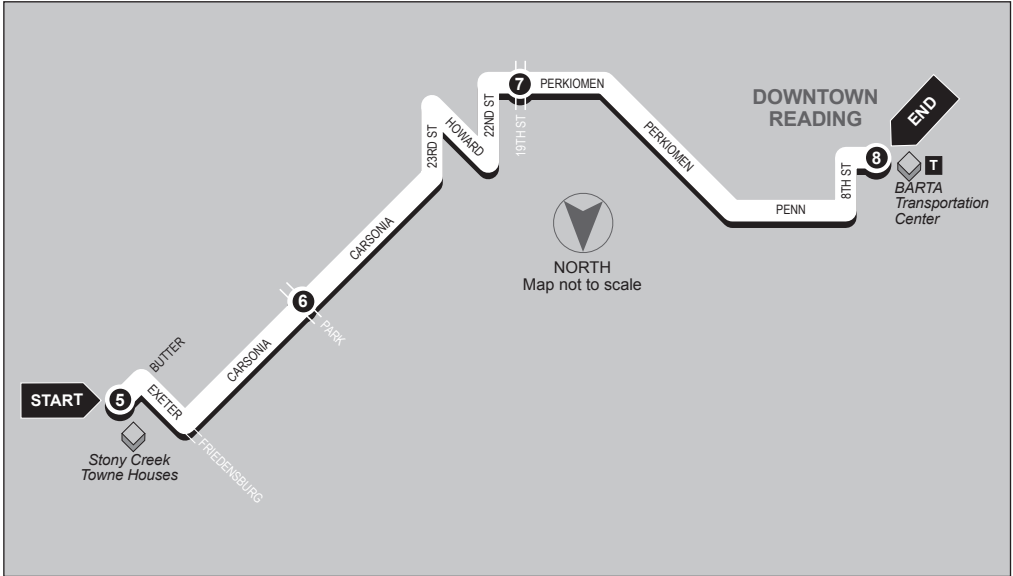 START
5
Stony Creek
Towne Houses
BUTTER
EXETER
FRIEDENSBURG
CARSONIA
6
PARK
CARSONIA
23RD ST
HOWARD
22ND ST
7
19TH ST
PERKIOMEN
PERKIOMEN
NORTH
Map not to scale
PENN
8TH ST
8
DOWNTOWN
READING
END
T
BARTA
Transportation
Center